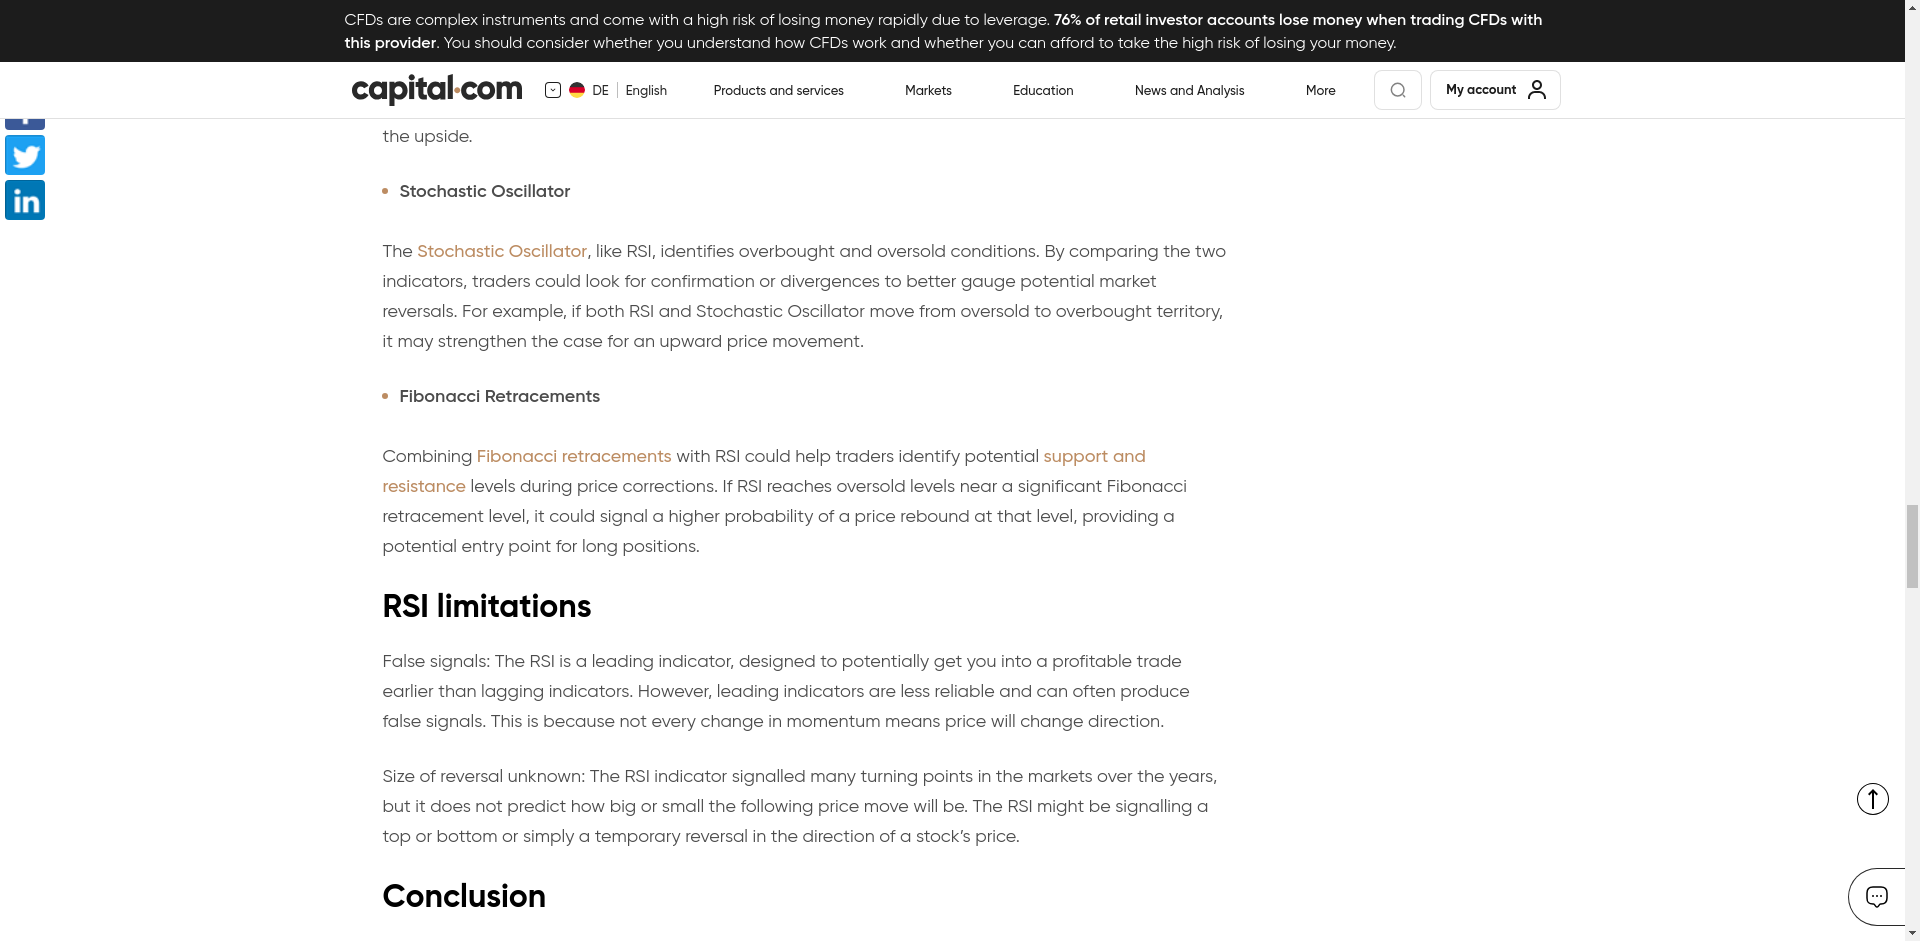 CFDs are complex instruments and come with a high risk of losing money rapidly due to leverage. 76% of retail investor accounts lose money when trading CFDs with
this provider. You should consider whether you understand how CFDs work and whether you can afford to take the high risk of losing your money.
capital.com
DE English
Products and services
Markets
Education
News and Analysis
More
My account
the upside.
in
Stochastic Oscillator
The Stochastic Oscillator, like RSI, identifies overbought and oversold conditions. By comparing the two
indicators, traders could look for confirmation or divergences to better gauge potential market
reversals. For example, if both RSI and Stochastic Oscillator move from oversold to overbought territory,
it may strengthen the case for an upward price movement.
Fibonacci Retracements
Combining Fibonacci retracements with RSI could help traders identify potential support and
resistance levels during price corrections. If RSI reaches oversold levels near a significant Fibonacci
retracement level, it could signal a higher probability of a price rebound at that level, providing a
potential entry point for long positions.
RSI limitations
False signals: The RSI is a leading indicator, designed to potentially get you into a profitable trade
earlier than lagging indicators. However, leading indicators are less reliable and can often produce
false signals. This is because not every change in momentum means price will change direction.
Size of reversal unknown: The RSI indicator signalled many turning points in the markets over the years,
but it does not predict how big or small the following price move will be. The RSI might be signalling a
top or bottom or simply a temporary reversal in the direction of a stock’s price.
Conclusion